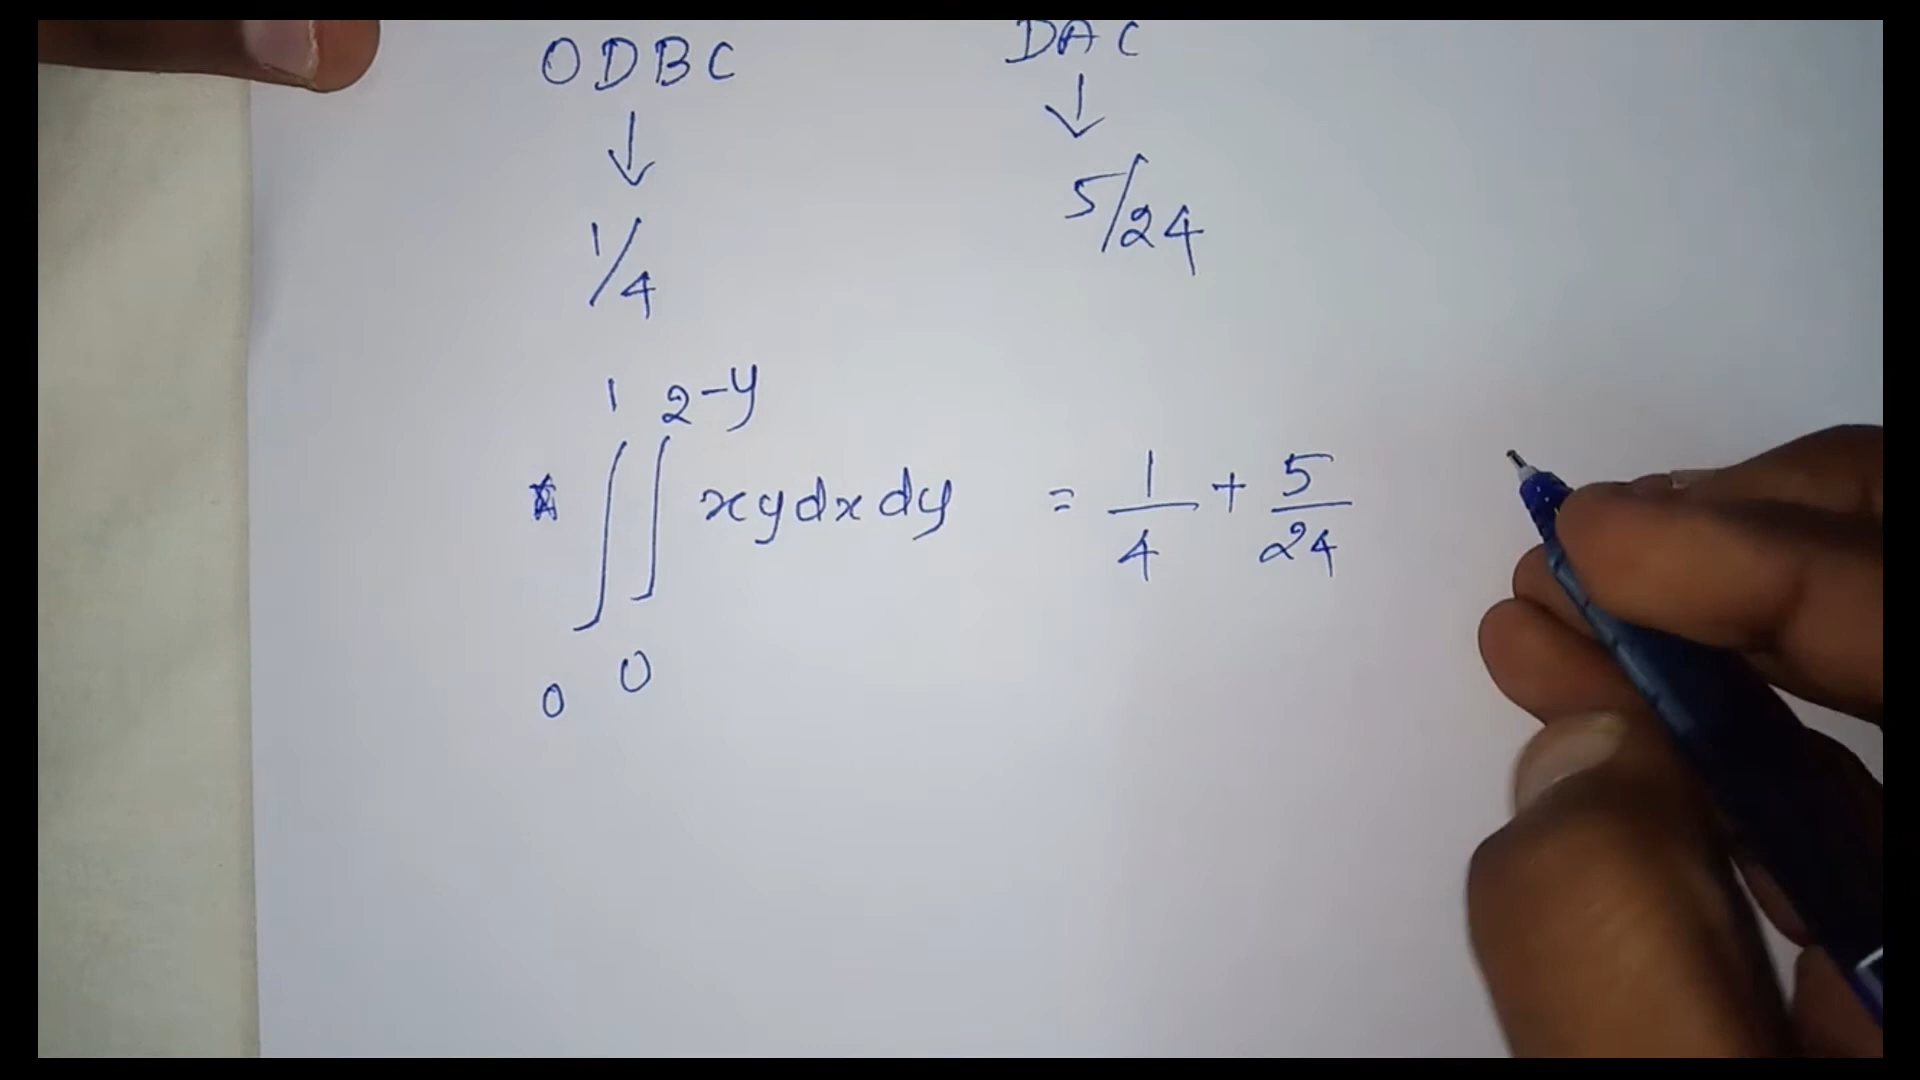 ODBC DAC
↓ ↓
1/4 5/24
1 2-y
∫∫ xy dx dy = 1/4 + 5/24
0 0